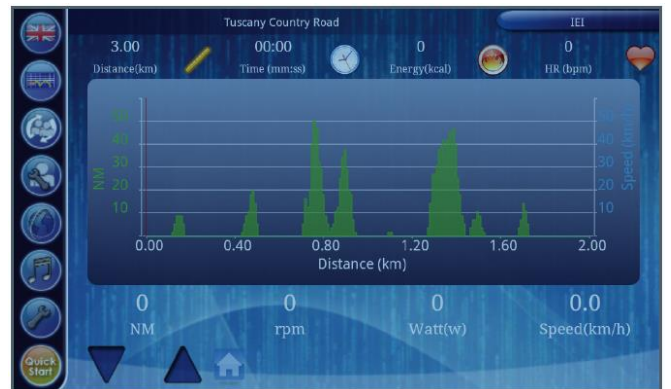 Tuscany Country Road
IEI
3.00 00:00 0 0
Distance(km) Time (mm:ss) Energy(kcal) HR (bpm)
50 50
40 40
30 30
20 20
10 10
NM
Speed (km/h)
0.00 0.40 0.80 1.20 1.60 2.00
Distance (km)
0 0 0 0.0
NM rpm Watt(w) Speed(km/h)
Quick
Start